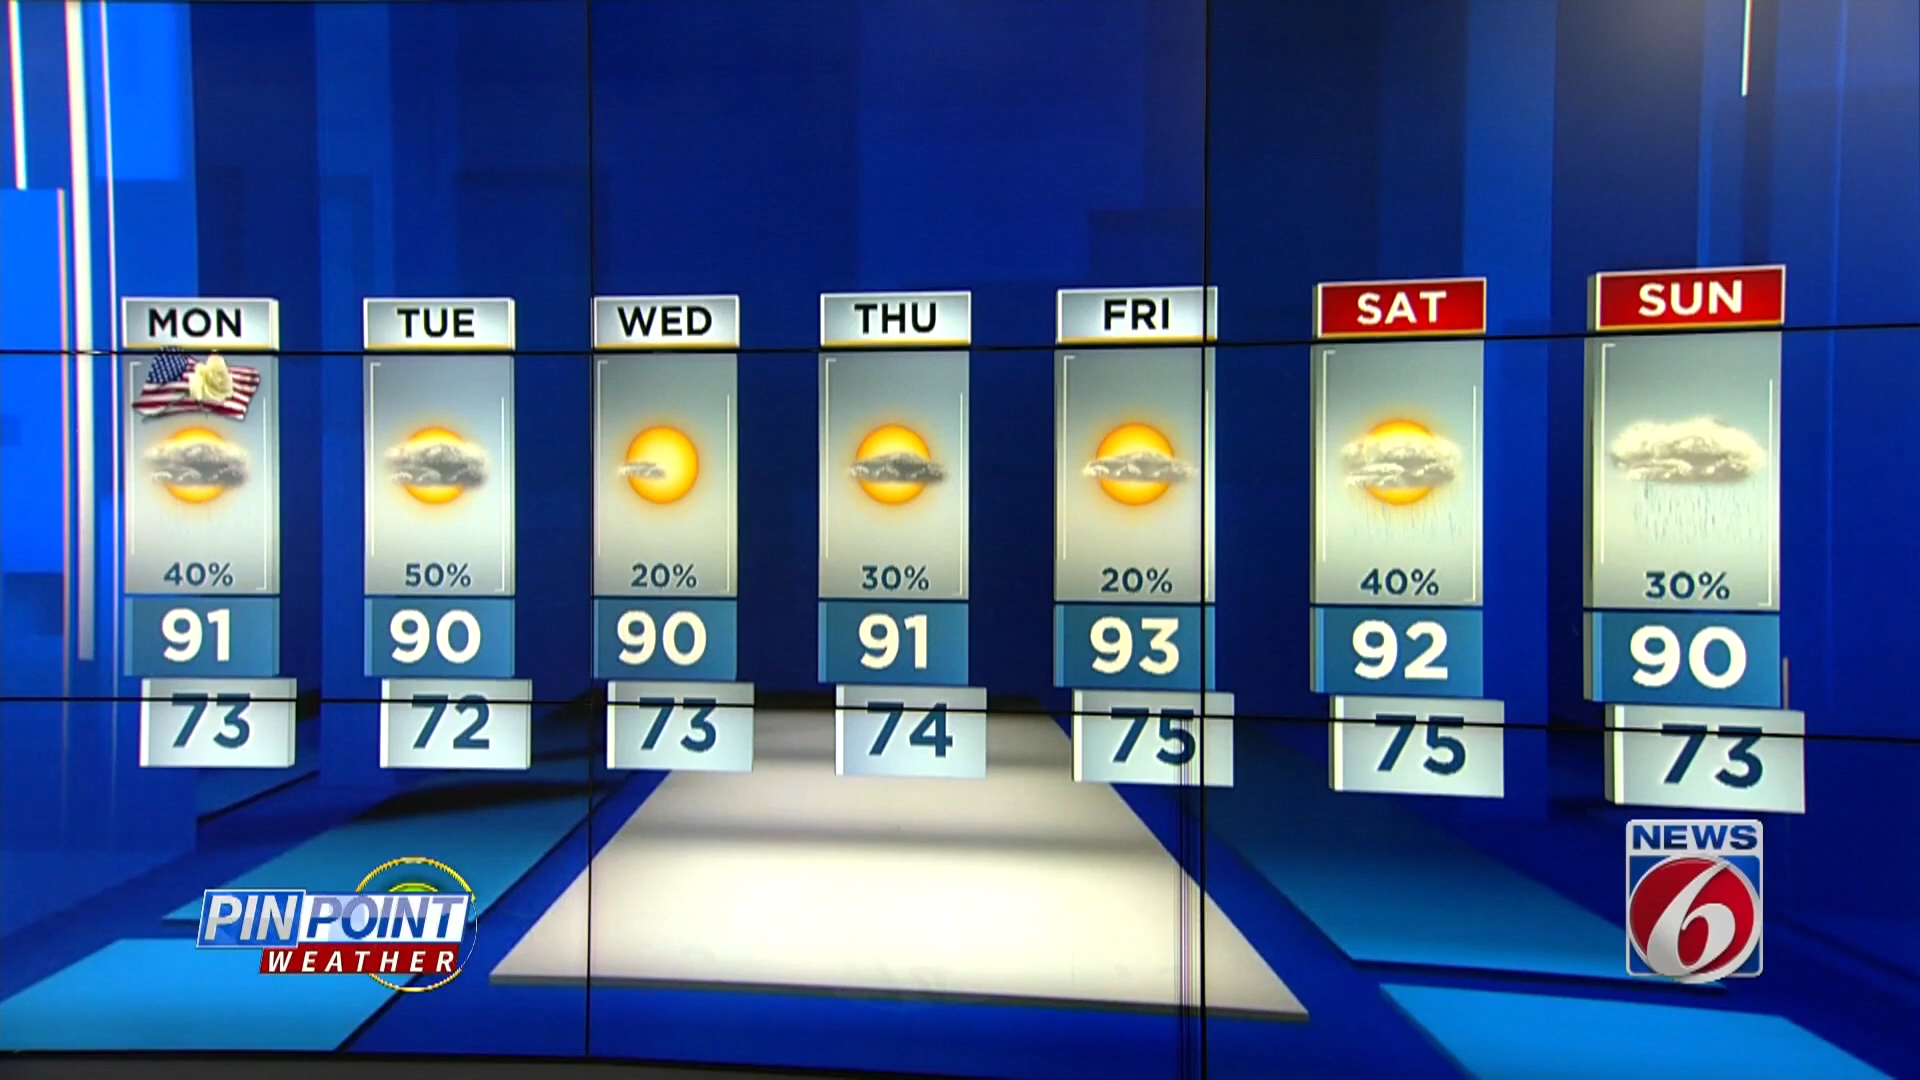 MON TUE WED THU FRI SAT SUN
40% 50% 20% 30% 20% 40% 30%
91 90 90 91 93 92 90
73 72 73 74 75 75 73
PINPOINT
WEATHER
NEWS
6